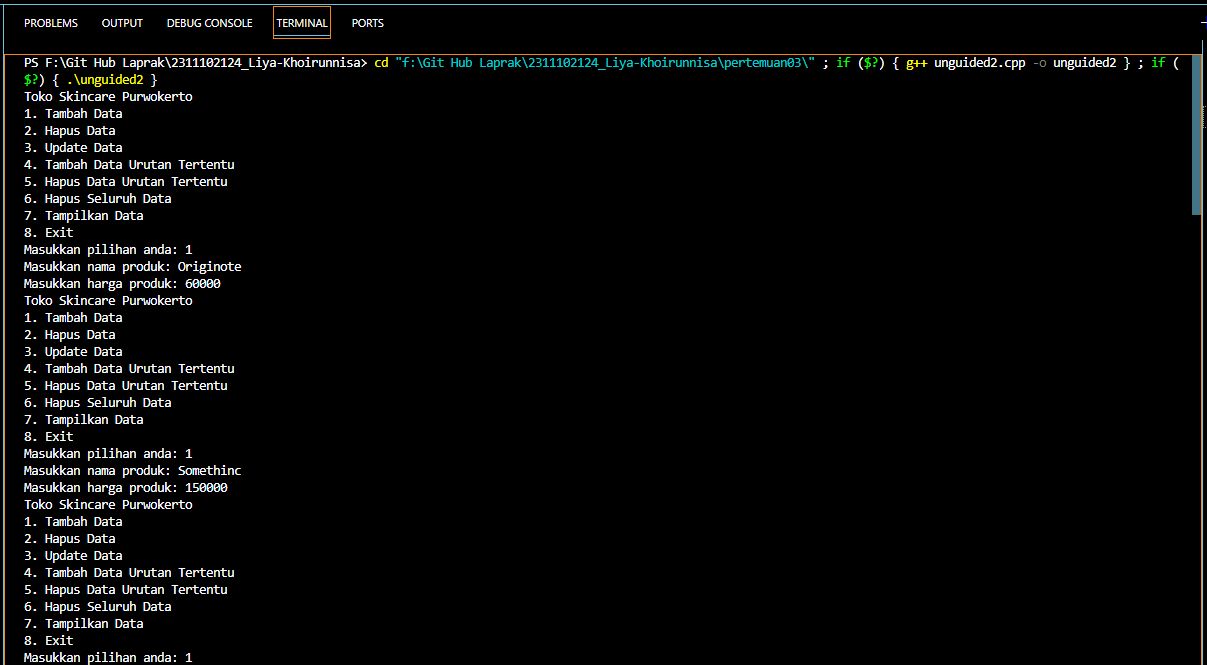 PROBLEMS OUTPUT DEBUG CONSOLE TERMINAL PORTS
PS F:\Git Hub Laprak\2311102124_Liya-Khoirunnisa> cd "f:\Git Hub Laprak\2311102124_Liya-Khoirunnisa\pertemuan03\" ; if ($?) { g++ unguided2.cpp -o unguided2 } ; if (
$?) { .\unguided2 }
Toko Skincare Purwokerto
1. Tambah Data
2. Hapus Data
3. Update Data
4. Tambah Data Urutan Tertentu
5. Hapus Data Urutan Tertentu
6. Hapus Seluruh Data
7. Tampilkan Data
8. Exit
Masukkan pilihan anda: 1
Masukkan nama produk: Originote
Masukkan harga produk: 60000
Toko Skincare Purwokerto
1. Tambah Data
2. Hapus Data
3. Update Data
4. Tambah Data Urutan Tertentu
5. Hapus Data Urutan Tertentu
6. Hapus Seluruh Data
7. Tampilkan Data
8. Exit
Masukkan pilihan anda: 1
Masukkan nama produk: Somethinc
Masukkan harga produk: 150000
Toko Skincare Purwokerto
1. Tambah Data
2. Hapus Data
3. Update Data
4. Tambah Data Urutan Tertentu
5. Hapus Data Urutan Tertentu
6. Hapus Seluruh Data
7. Tampilkan Data
8. Exit
Masukkan pilihan anda: 1